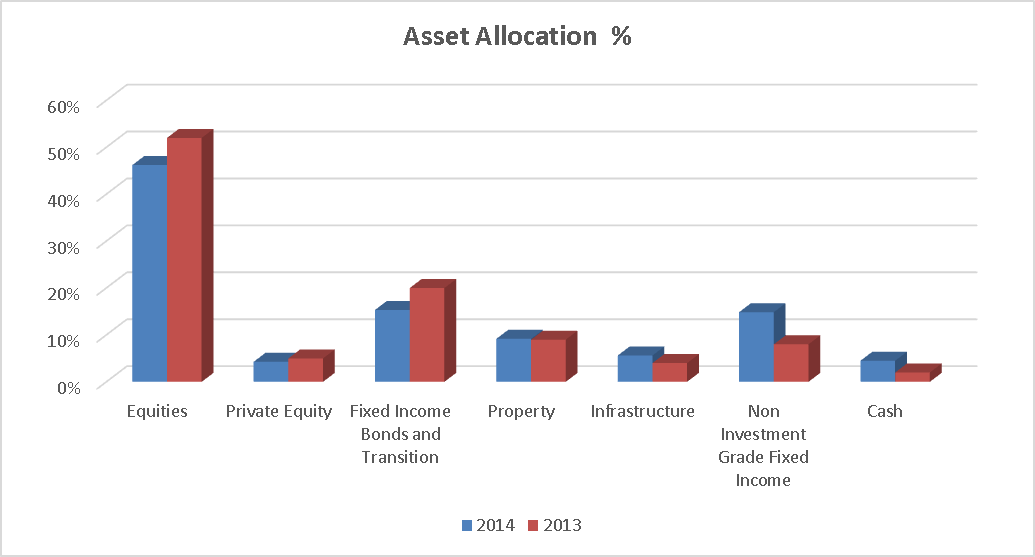 Asset Allocation  %
60%
50%
40%
30%
20%
10%
0%
Equities
Private Equity
Fixed Income
Bonds and
Transition
Property
Infrastructure
Non
Investment
Grade Fixed
Income
Cash
2014 2013